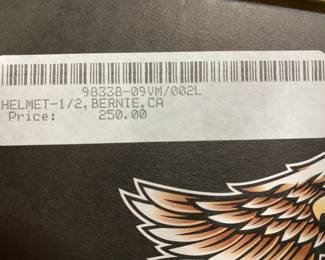 98338-09VM/002L
HELMET-1/2,BERNIE,CA
Price: 250.00